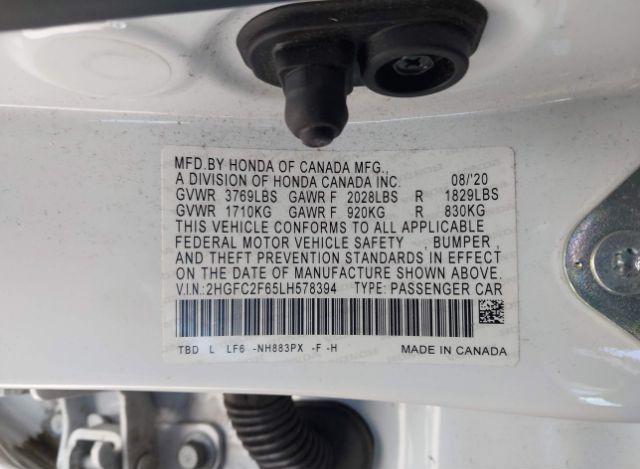 MFD.BY HONDA OF CANADA MFG.,
A DIVISION OF HONDA CANADA INC. 08/'20
GVWR 3769LBS GAWR F 2028LBS R 1829LBS
GVWR 1710KG GAWR F 920KG R 830KG
THIS VEHICLE CONFORMS TO ALL APPLICABLE
FEDERAL MOTOR VEHICLE SAFETY , BUMPER,
AND THEFT PREVENTION STANDARDS IN EFFECT
ON THE DATE OF MANUFACTURE SHOWN ABOVE.
V.I.N:2HGFC2F65LH578394 TYPE: PASSENGER CAR
TBD L LF6 -NH883PX -F -H MADE IN CANADA